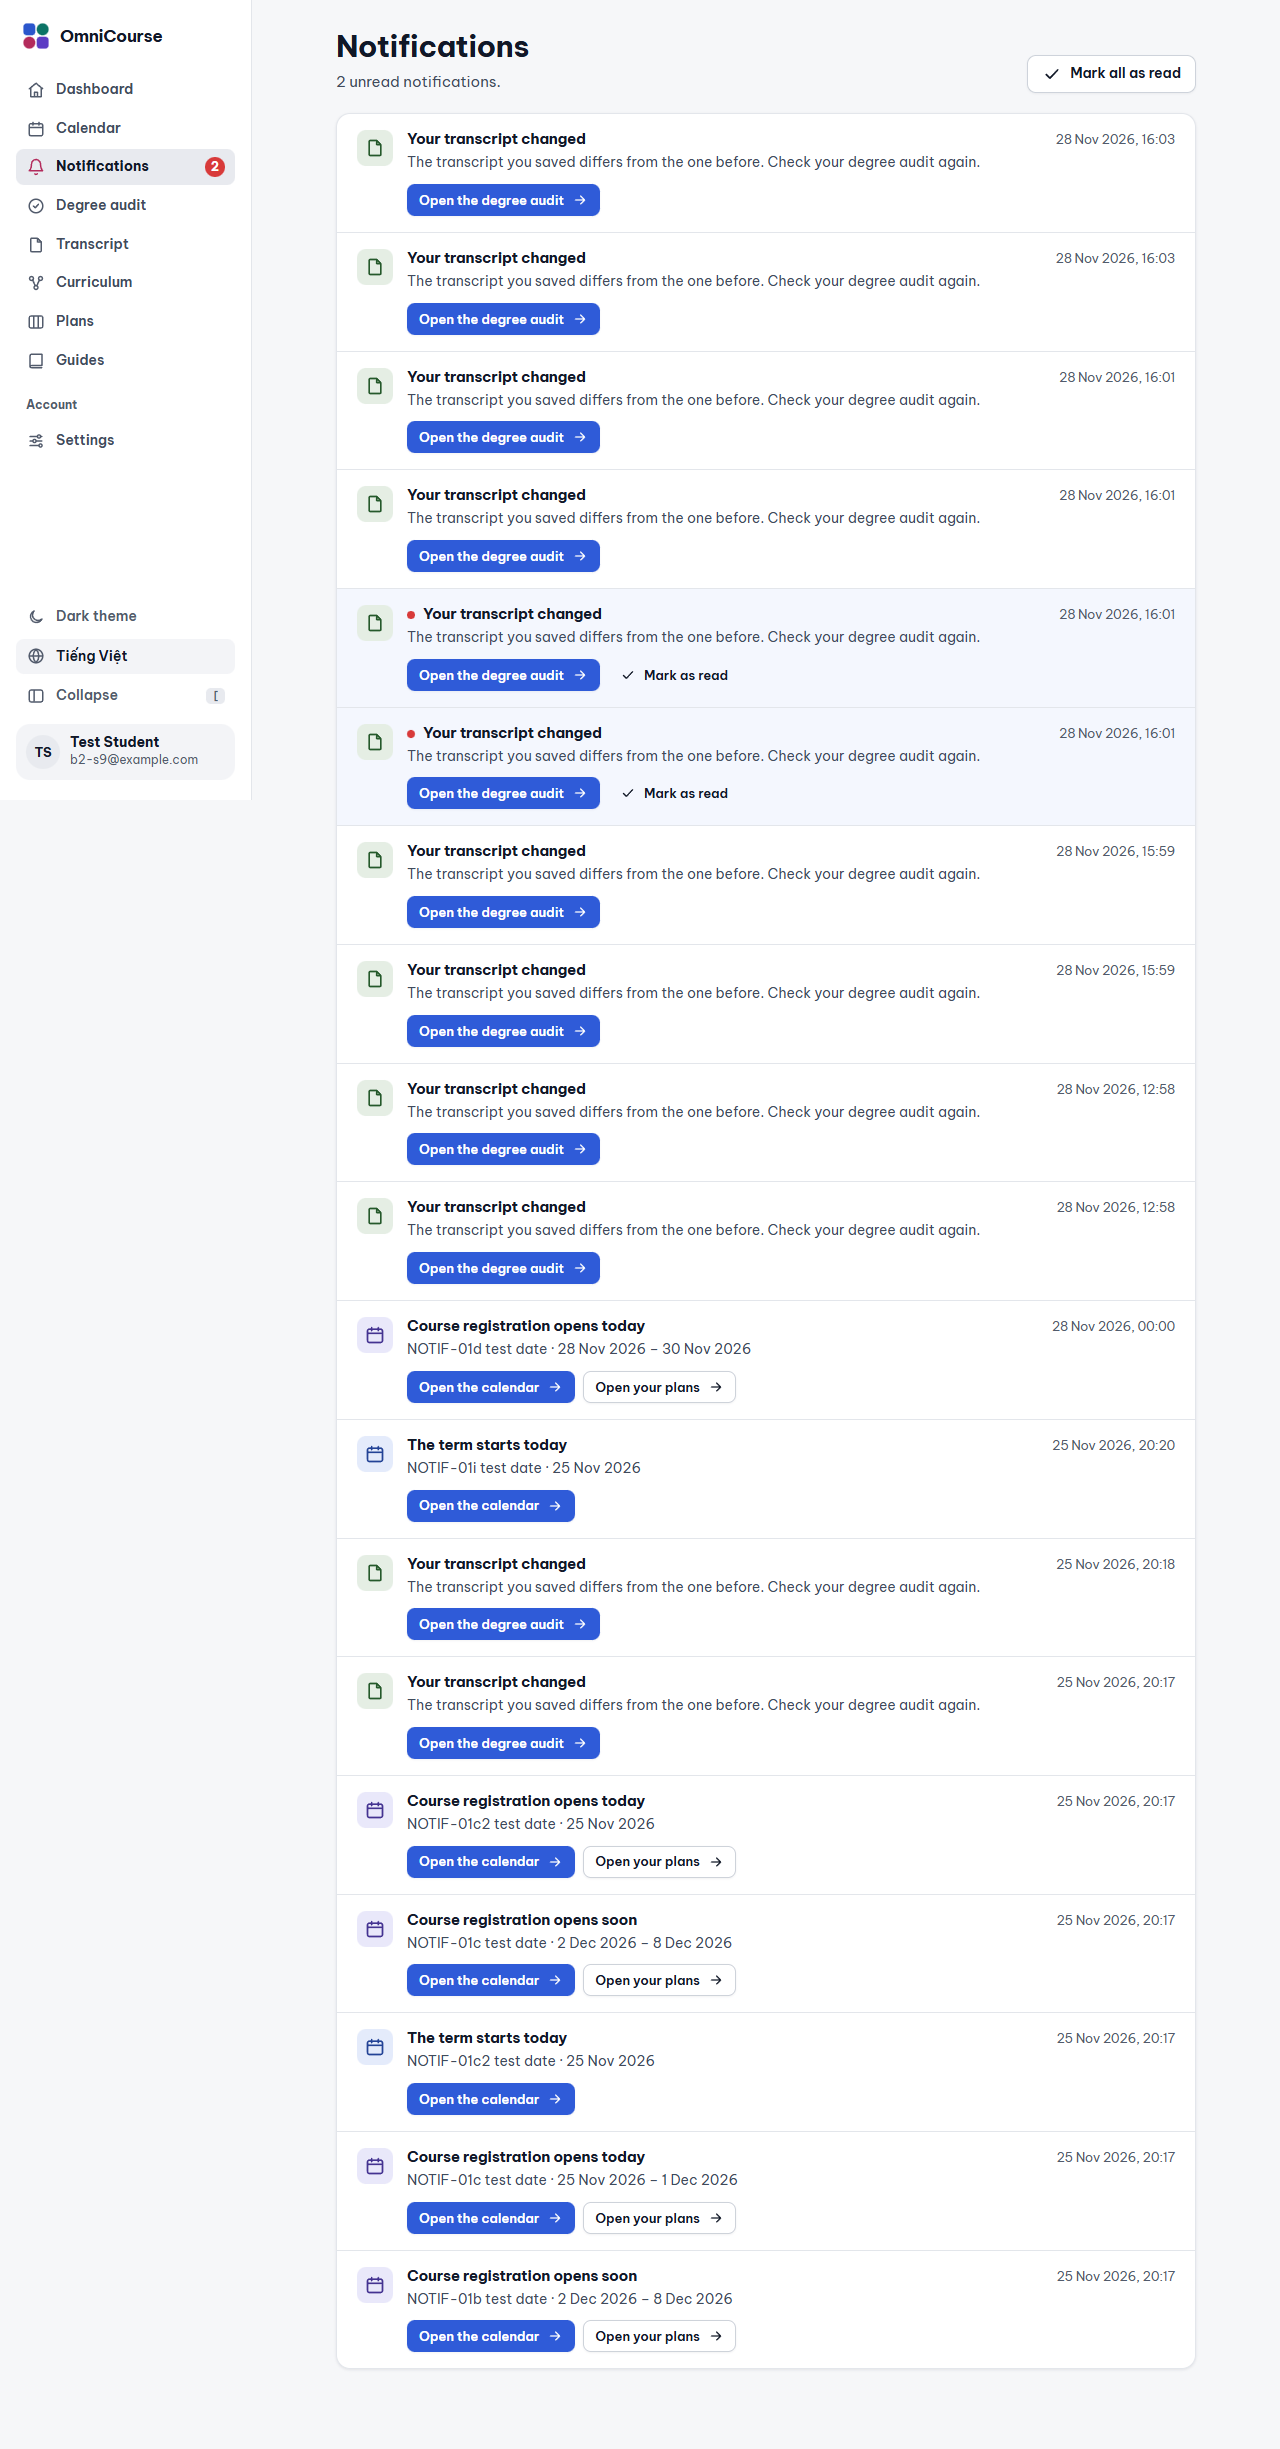 OmniCourse
Dashboard
Calendar
Notifications 2
Degree audit
Transcript
Curriculum
Plans
Guides
Account
Settings
Dark theme
Tiếng Việt
Collapse [
TS
Test Student
b2-s9@example.com
Notifications
2 unread notifications.
Mark all as read
Your transcript changed 28 Nov 2026, 16:03
The transcript you saved differs from the one before. Check your degree audit again.
Open the degree audit
Your transcript changed 28 Nov 2026, 16:03
The transcript you saved differs from the one before. Check your degree audit again.
Open the degree audit
Your transcript changed 28 Nov 2026, 16:01
The transcript you saved differs from the one before. Check your degree audit again.
Open the degree audit
Your transcript changed 28 Nov 2026, 16:01
The transcript you saved differs from the one before. Check your degree audit again.
Open the degree audit
Your transcript changed 28 Nov 2026, 16:01
The transcript you saved differs from the one before. Check your degree audit again.
Open the degree audit Mark as read
Your transcript changed 28 Nov 2026, 16:01
The transcript you saved differs from the one before. Check your degree audit again.
Open the degree audit Mark as read
Your transcript changed 28 Nov 2026, 15:59
The transcript you saved differs from the one before. Check your degree audit again.
Open the degree audit
Your transcript changed 28 Nov 2026, 15:59
The transcript you saved differs from the one before. Check your degree audit again.
Open the degree audit
Your transcript changed 28 Nov 2026, 12:58
The transcript you saved differs from the one before. Check your degree audit again.
Open the degree audit
Your transcript changed 28 Nov 2026, 12:58
The transcript you saved differs from the one before. Check your degree audit again.
Open the degree audit
Course registration opens today 28 Nov 2026, 00:00
NOTIF-01d test date · 28 Nov 2026 – 30 Nov 2026
Open the calendar Open your plans
The term starts today 25 Nov 2026, 20:20
NOTIF-01i test date · 25 Nov 2026
Open the calendar
Your transcript changed 25 Nov 2026, 20:18
The transcript you saved differs from the one before. Check your degree audit again.
Open the degree audit
Your transcript changed 25 Nov 2026, 20:17
The transcript you saved differs from the one before. Check your degree audit again.
Open the degree audit
Course registration opens today 25 Nov 2026, 20:17
NOTIF-01c2 test date · 25 Nov 2026
Open the calendar Open your plans
Course registration opens soon 25 Nov 2026, 20:17
NOTIF-01c test date · 2 Dec 2026 – 8 Dec 2026
Open the calendar Open your plans
The term starts today 25 Nov 2026, 20:17
NOTIF-01c2 test date · 25 Nov 2026
Open the calendar
Course registration opens today 25 Nov 2026, 20:17
NOTIF-01c test date · 25 Nov 2026 – 1 Dec 2026
Open the calendar Open your plans
Course registration opens soon 25 Nov 2026, 20:17
NOTIF-01b test date · 2 Dec 2026 – 8 Dec 2026
Open the calendar Open your plans